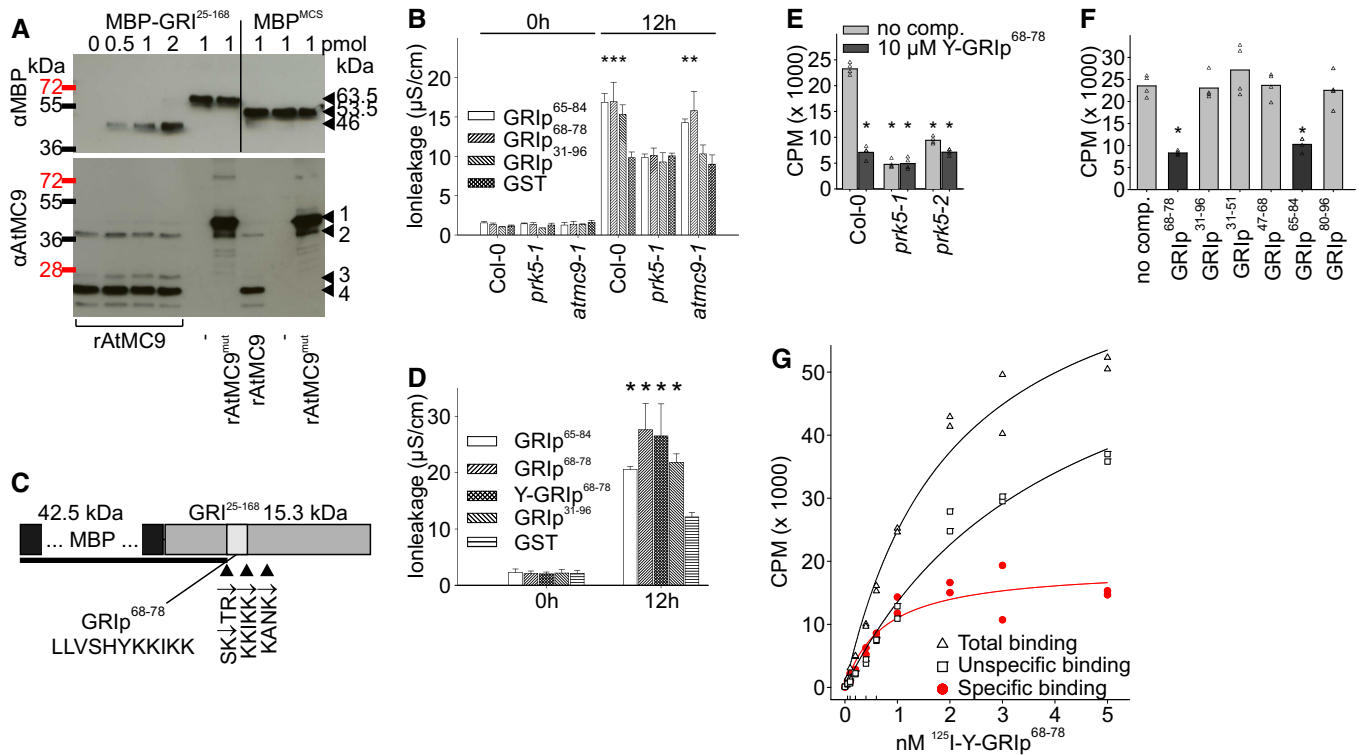 A
MBP-GRI25-168 MBPMCS
0 0.5 1 2 1 1 1 1 1 pmol
kDa kDa
αMBP
72
55
36
63.5
53.5
46
αAtMC9
72
55
36
28
1
2
3
4
rAtMC9
-
rAtMC9mut
rAtMC9
-
rAtMC9mut
B
0h 12h
Ionleakage (µS/cm)
20
15
10
5
0
GRIp65-84
GRIp68-78
GRIp31-96
GST
*** **
Col-0
prk5-1
atmc9-1
Col-0
prk5-1
atmc9-1
C
42.5 kDa GRI25-168 15.3 kDa
... MBP ...
GRIp68-78
LLVSHYKKIKK
SK↓TR→
KKIKK→
KANK→
D
Ionleakage (µS/cm)
30
20
10
0
GRIp65-84
GRIp68-78
Y-GRIp68-78
GRIp31-96
GST
* * * *
0h 12h
E
no comp.
10 µM Y-GRIp68-78
CPM (x 1000)
25
20
15
10
5
0
* * * * *
Col-0
prk5-1
prk5-2
F
CPM (x 1000)
30
25
20
15
10
5
0
* *
no comp.
GRIp68-78
GRIp31-96
GRIp31-51
GRIp47-68
GRIp65-84
GRIp80-96
G
CPM (x 1000)
50
40
30
20
10
0
Total binding
Unspecific binding
Specific binding
0 1 2 3 4 5
nM 125I-Y-GRIp68-78